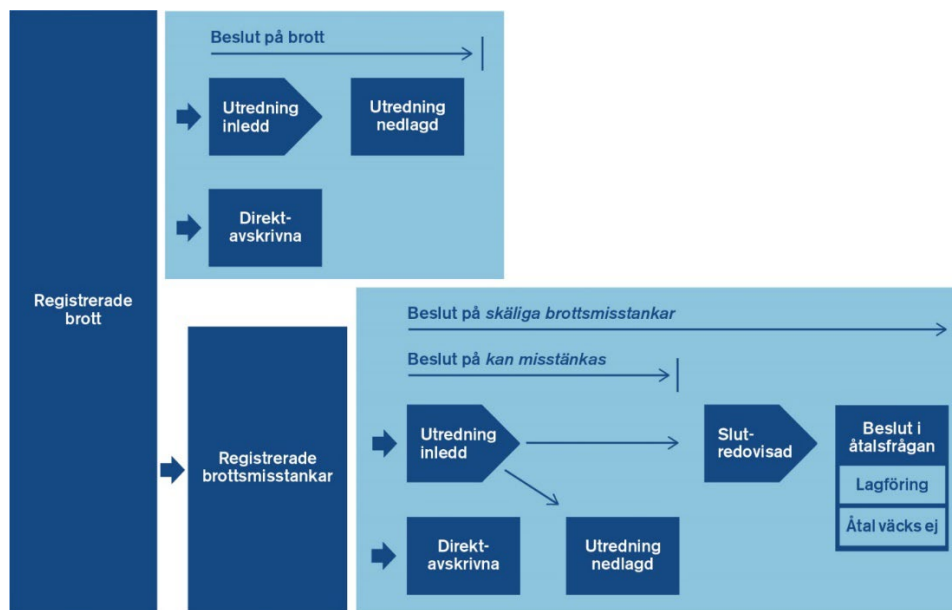 Beslut på brott
Utredning
inledd
Utredning
nedlagd
Direkt-
avskrivna
Registrerade
brott
Beslut på skäliga brottsmisstankar
Beslut på kan misstänkas
Registrerade
brottsmisstankar
Utredning
inledd
Slut-
redovisad
Beslut i
åtalsfrågan
Lagföring
Åtal väcks ej
Direkt-
avskrivna
Utredning
nedlagd